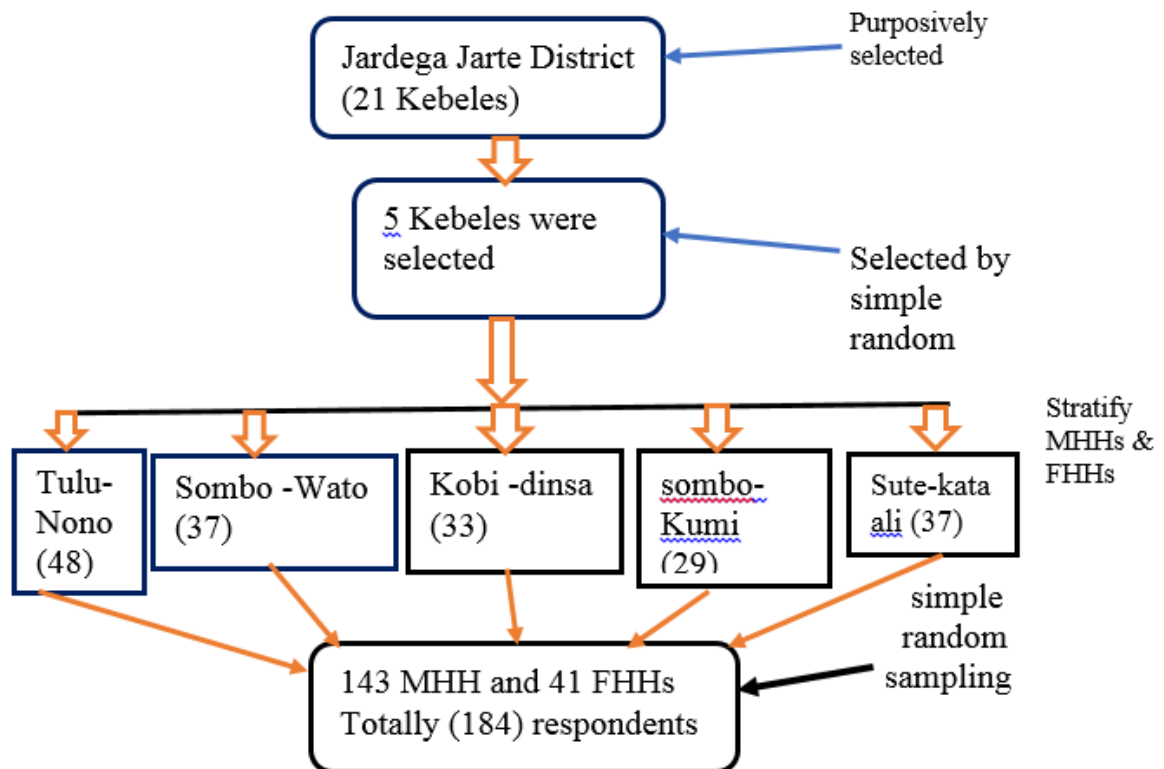 Purposively
selected
Jardega Jarte District
(21 Kebeles)
5 Kebeles were
selected
Selected by
simple
random
Stratify
MHHs &
FHHs
Tulu-
Nono
(48)
Sombo -Wato
(37)
Kobi -dinsa
(33)
sombo-
Kumi
(29)
Sute-kata
ali (37)
simple
random
sampling
143 MHH and 41 FHHs
Totally (184) respondents